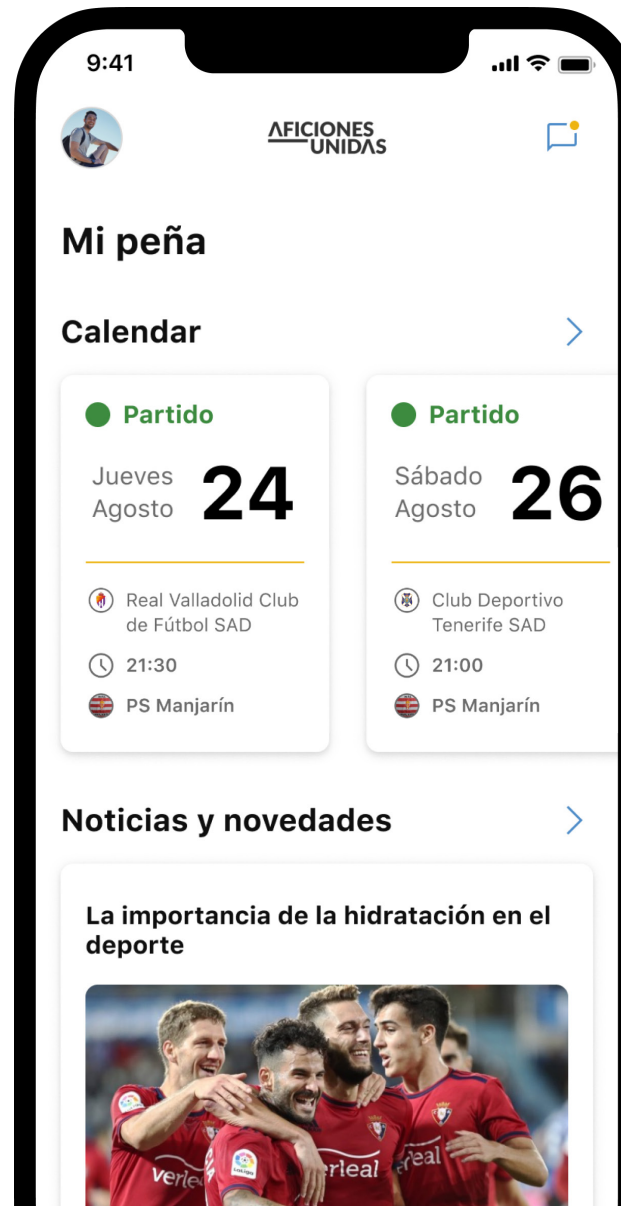 9:41
AFICIONES
UNIDAS
Mi peña
Calendar
Partido
Jueves
Agosto
24
Real Valladolid Club
de Fútbol SAD
21:30
PS Manjarín
Partido
Sábado
Agosto
26
Club Deportivo
Tenerife SAD
21:00
PS Manjarín
Noticias y novedades
La importancia de la hidratación en el
deporte